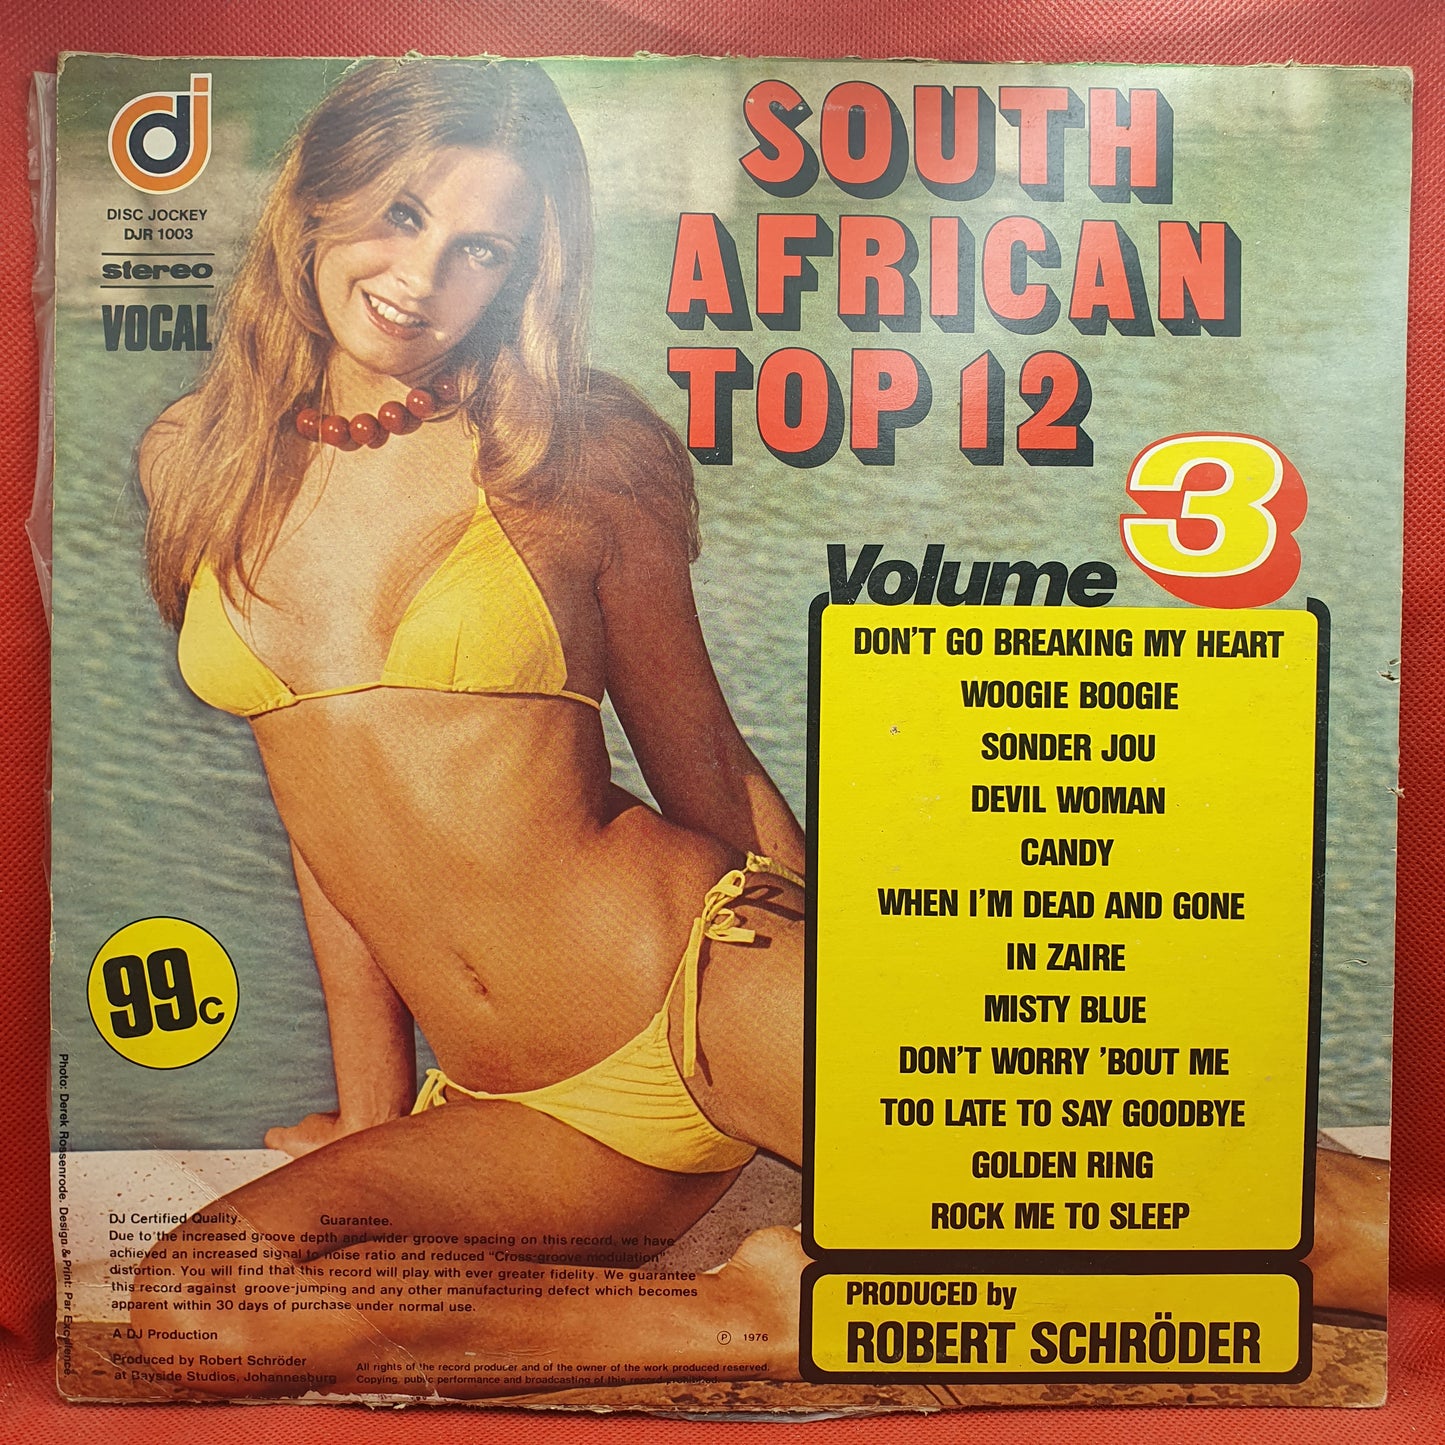 dj
DISC JOCKEY
DJR 1003
stereo
VOCAL
SOUTH
AFRICAN
TOP 12
Volume 3
DON'T GO BREAKING MY HEART
WOOGIE BOOGIE
SONDER JOU
DEVIL WOMAN
CANDY
WHEN I'M DEAD AND GONE
IN ZAIRE
MISTY BLUE
DON'T WORRY 'BOUT ME
TOO LATE TO SAY GOODBYE
GOLDEN RING
ROCK ME TO SLEEP
PRODUCED by
ROBERT SCHRÖDER
99c
Photo: Derek Rossenrode. Design & Print: Par Excellence.
DJ Certified Quality. Guarantee.
Due to the increased groove depth and wider groove spacing on this record, we have
achieved an increased signal to noise ratio and reduced "Cross-groove modulation"
distortion. You will find that this record will play with ever greater fidelity. We guarantee
this record against groove-jumping and any other manufacturing defect which becomes
apparent within 30 days of purchase under normal use.
A DJ Production
Ⓟ 1976
Produced by Robert Schröder
at Bayside Studios, Johannesburg
All rights of the record producer and of the owner of the work produced reserved.
Copying, public performance and broadcasting of this record prohibited.